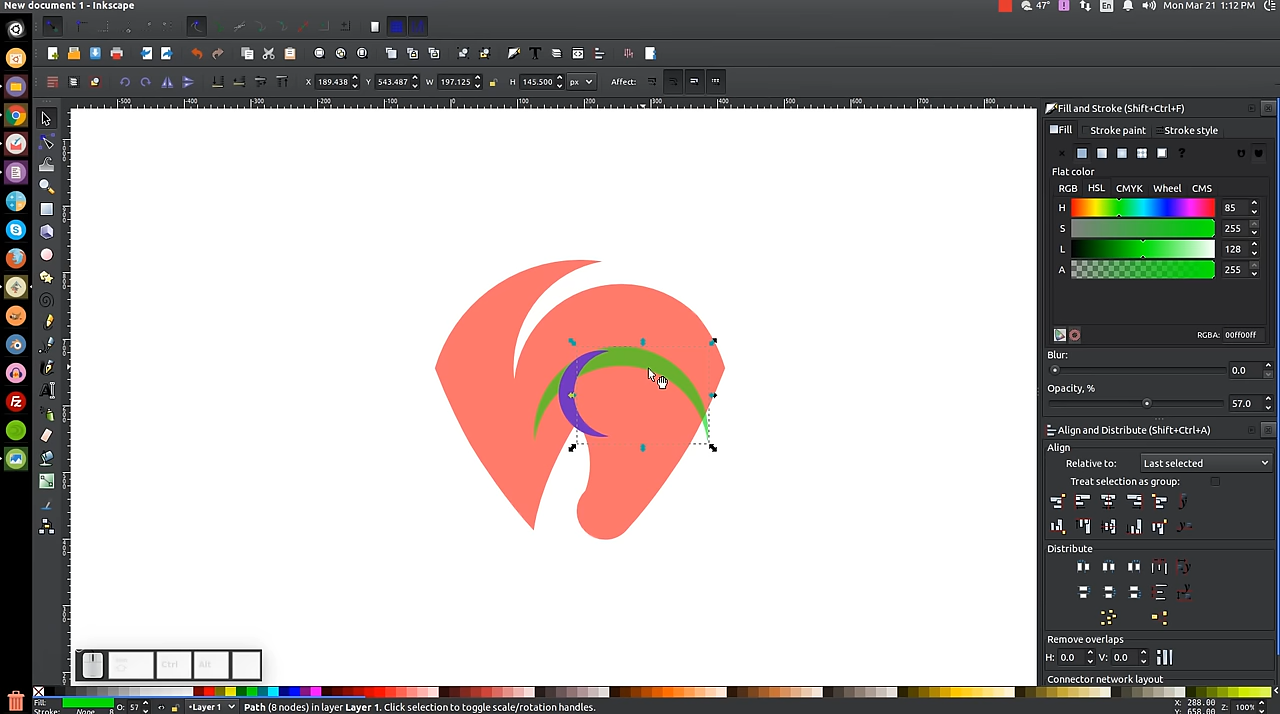 New document 1 - Inkscape
47° En Mon Mar 21 1:12 PM
X 189.438 Y 543.487 W 197.125 H 145.500 px Affect:
Fill and Stroke (Shift+Ctrl+F)
Fill Stroke paint Stroke style
?
Flat color
RGB HSL CMYK Wheel CMS
H 85
S 255
L 128
A 255
RGBA: 00ff00ff
Blur:
0.0
Opacity, %
57.0
Align and Distribute (Shift+Ctrl+A)
Align
Relative to: Last selected
Treat selection as group:
Distribute
Remove overlaps
H: 0.0 V: 0.0
Connector network layout
Ctrl Alt
Fill:
Stroke: None
O: 57
Layer 1
Path (8 nodes) in layer Layer 1. Click selection to toggle scale/rotation handles.
X: 288.00
Y: 658.00
Z: 100%